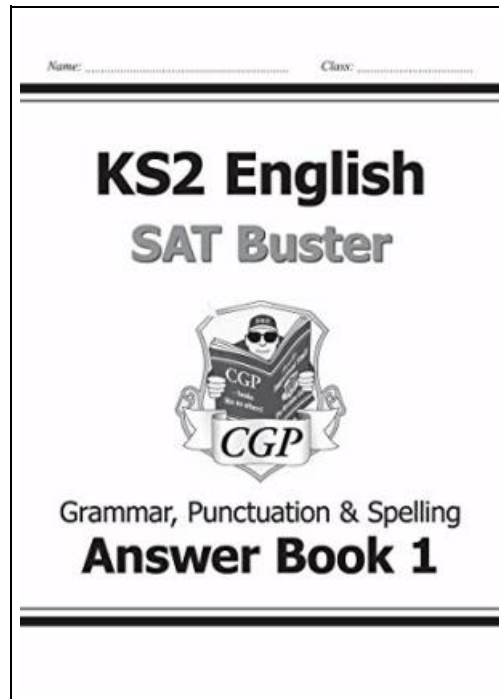 Name: ........................ Class: ........................
KS2 English
SAT Buster
CGP
CGP
Grammar, Punctuation & Spelling
Answer Book 1